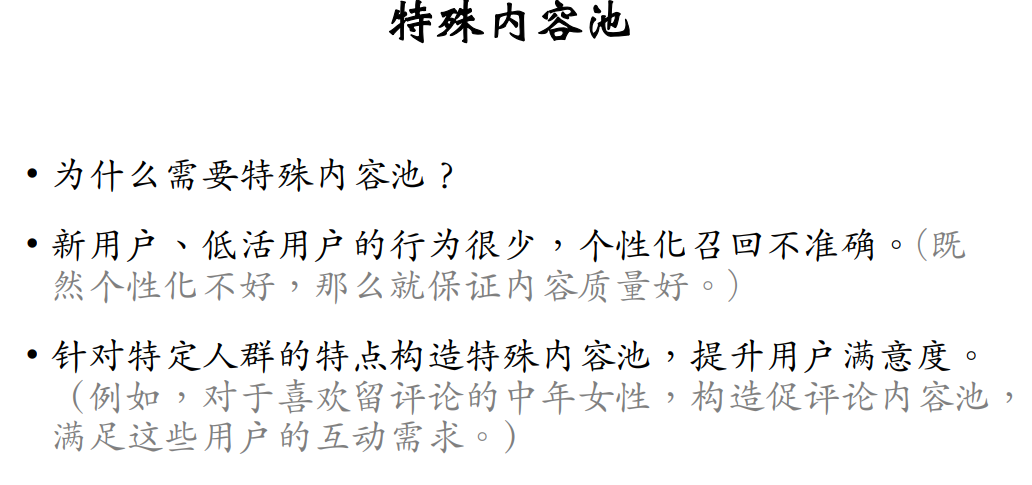 特殊内容池
• 为什么需要特殊内容池？
• 新用户、低活用户的行为很少，个性化召回不准确。（既
然个性化不好，那么就保证内容质量好。）
• 针对特定人群的特点构造特殊内容池，提升用户满意度。
（例如，对于喜欢留评论的中年女性，构造促评论内容池，
满足这些用户的互动需求。）